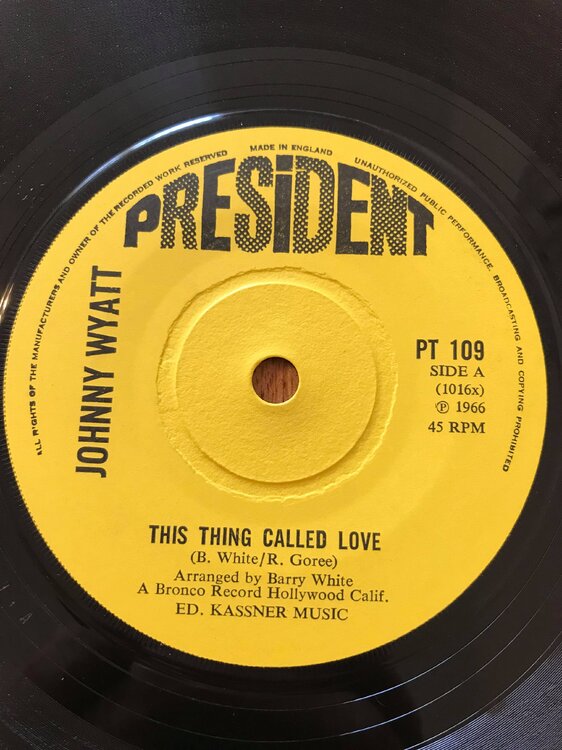 ALL RIGHTS OF THE MANUFACTURERS AND OWNER OF THE RECORDED WORK RESERVED
MADE IN ENGLAND
UNAUTHORIZED PUBLIC PERFORMANCE, BROADCASTING AND COPYING PROHIBITED
PRESiDENT
JOHNNY WYATT
PT 109
SIDE A
(1016x)
℗ 1966
45 RPM
THIS THING CALLED LOVE
(B. White/R. Goree)
Arranged by Barry White
A Bronco Record Hollywood Calif.
ED. KASSNER MUSIC